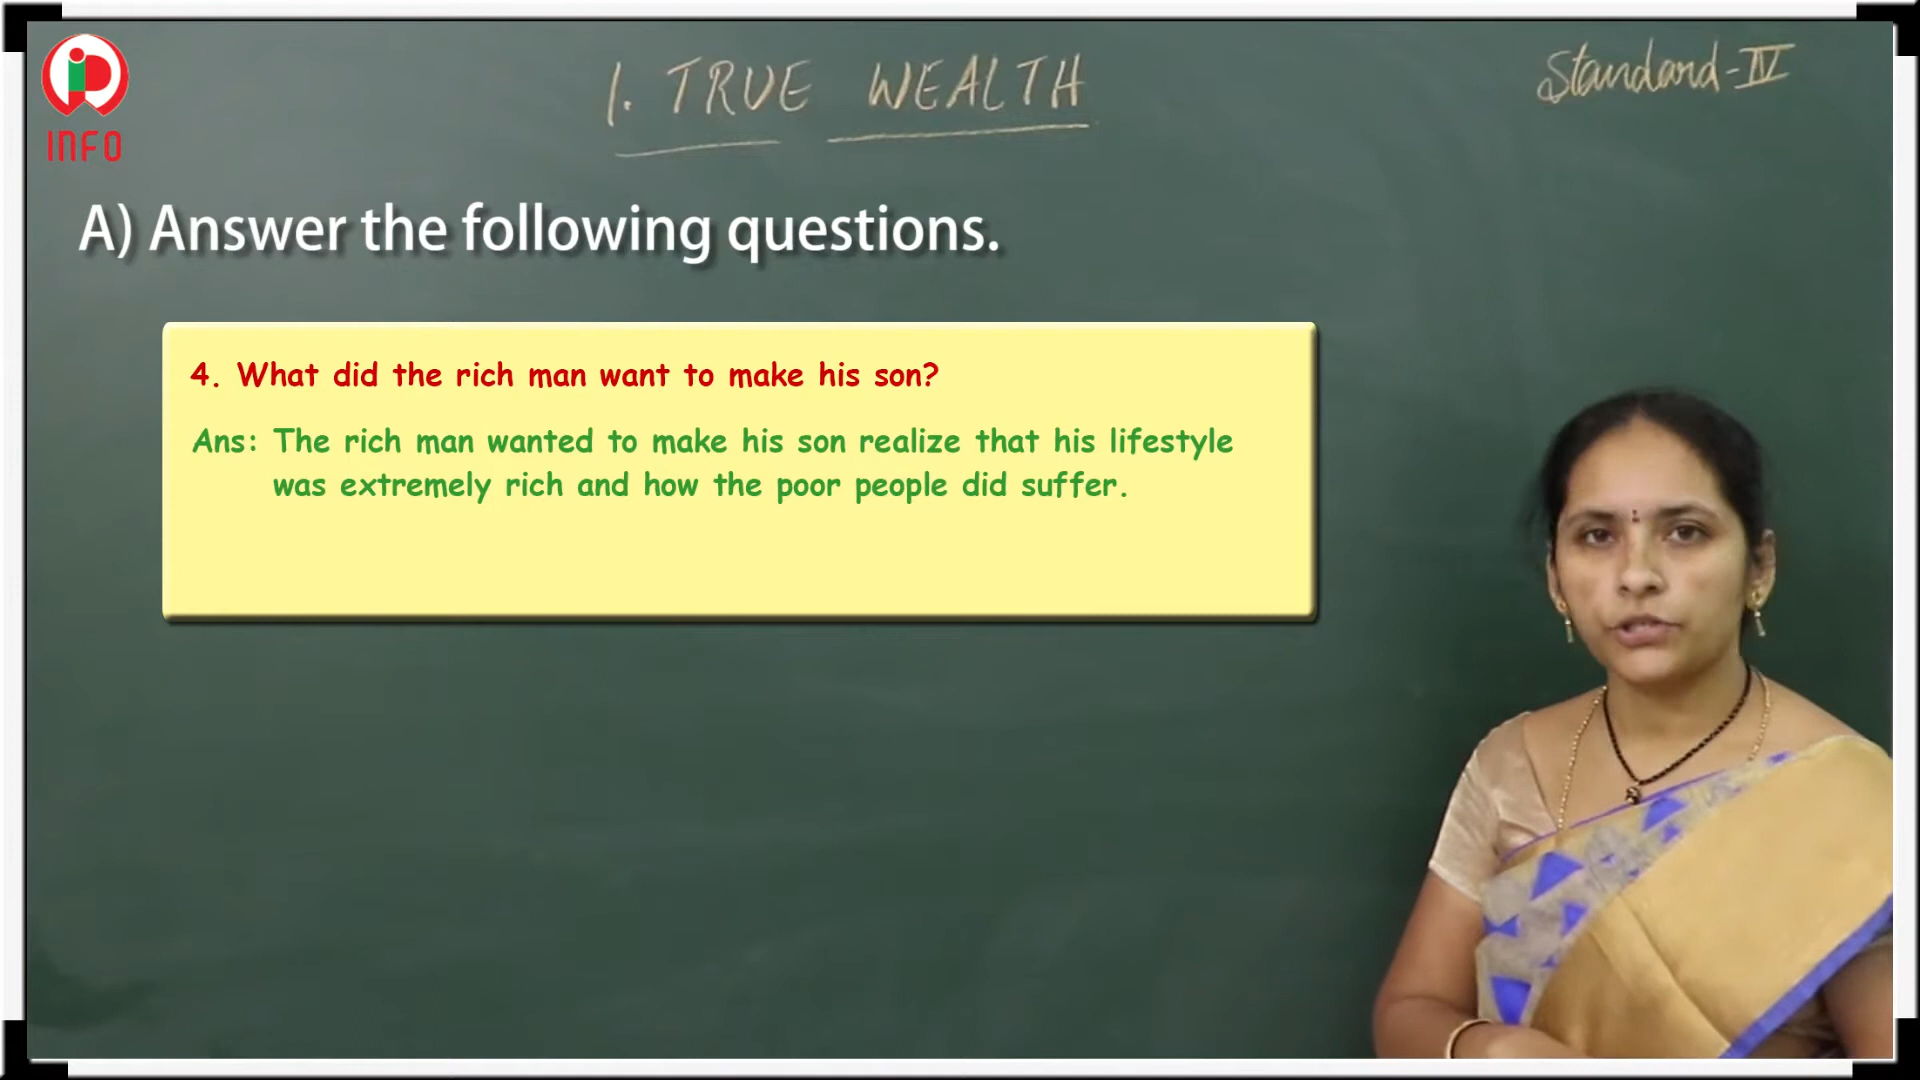 INFO
1. TRUE WEALTH
Standard-IV
A) Answer the following questions.
4. What did the rich man want to make his son?
Ans: The rich man wanted to make his son realize that his lifestyle
was extremely rich and how the poor people did suffer.